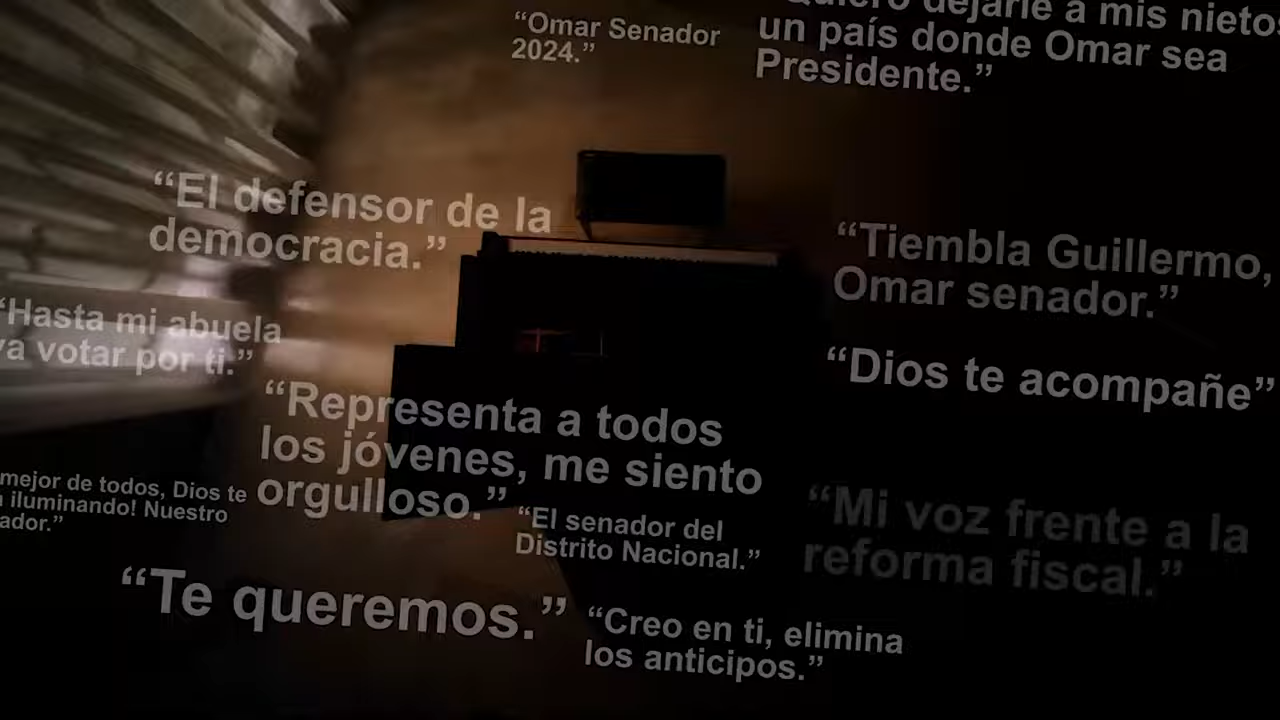 “Omar Senador
2024.”
dejarle a mis
un país donde Omar sea
Presidente.”
“El defensor de la
democracia.”
“Tiembla Guillermo,
Omar senador.”
“Hasta mi abuela
va votar por ti.”
“Dios te acompañe”
“Representa a todos
los jóvenes, me siento
orgulloso.”
mejor de todos, Dios te
iluminando! Nuestro
“El senador del
Distrito Nacional.”
“Mi voz frente a la
reforma fiscal.”
“Te queremos.”
“Creo en ti, elimina
los anticipos.”